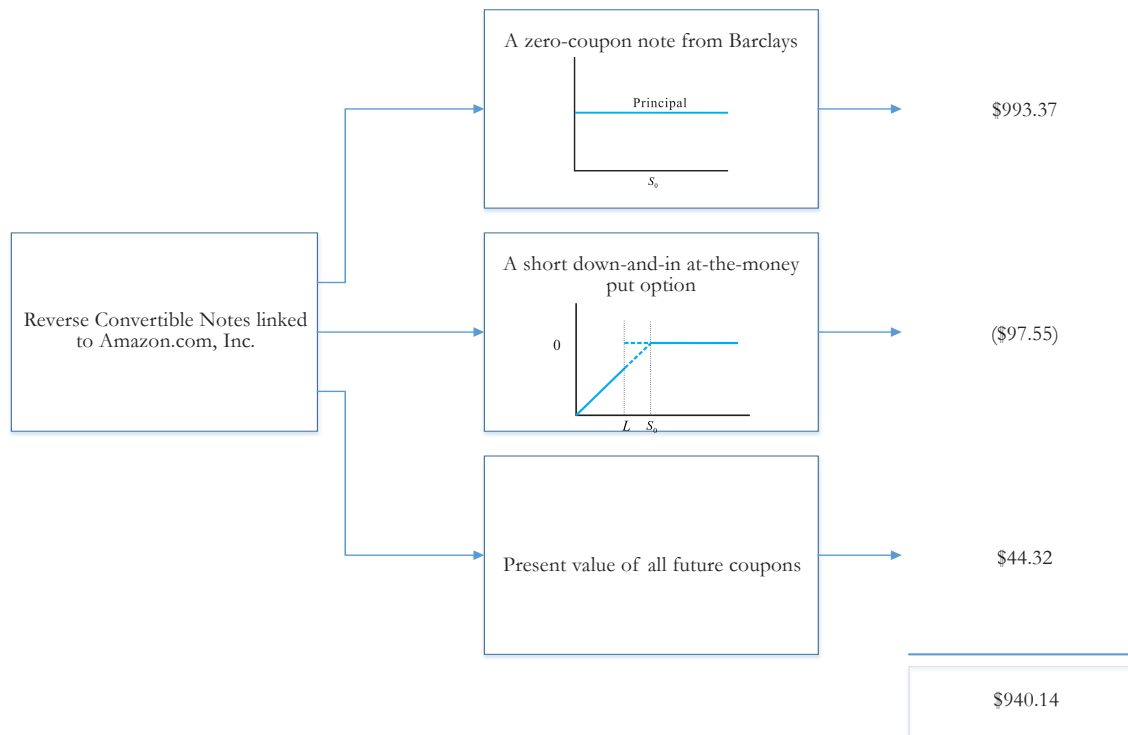 A zero-coupon note from Barclays
Principal
S₀
$993.37
Reverse Convertible Notes linked
to Amazon.com, Inc.
A short down-and-in at-the-money
put option
0
L S₀
($97.55)
Present value of all future coupons
$44.32
$940.14